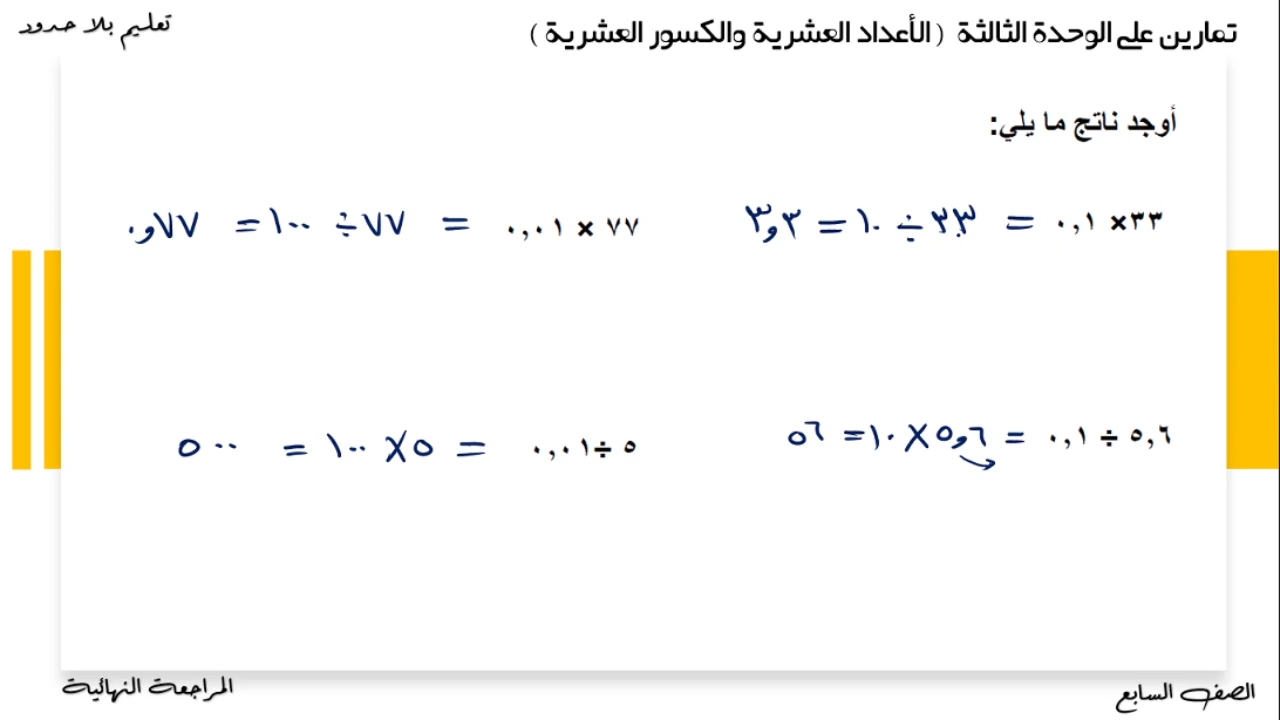 تعليم بلا حدود
تمارين على الوحدة الثالثة ( الأعداد العشرية والكسور العشرية )
أوجد ناتج ما يلي:
٣٣× ٠,١ = ٣٣ ÷ ١٠ = ٣,٣
٧٧ × ٠,٠١ = ٧٧ ÷ ١٠٠ = ٠,٧٧
٥,٦ ÷ ٠,١ = ٥,٦ × ١٠ = ٥٦
٥ ÷ ٠,٠١ = ٥ × ١٠٠ = ٥٠٠
الصف السابع
المراجعة النهائية